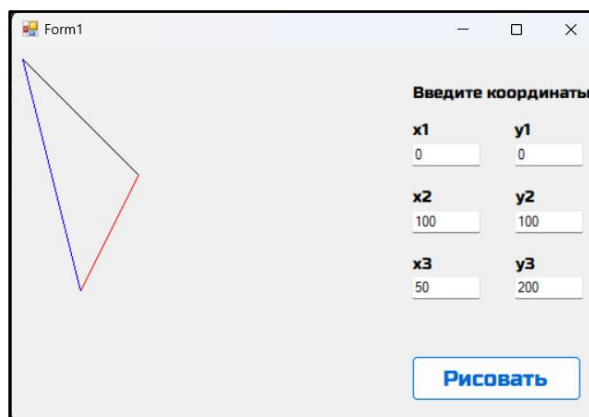 Form1
Введите координаты
x1 y1
0 0
x2 y2
100 100
x3 y3
50 200
Рисовать